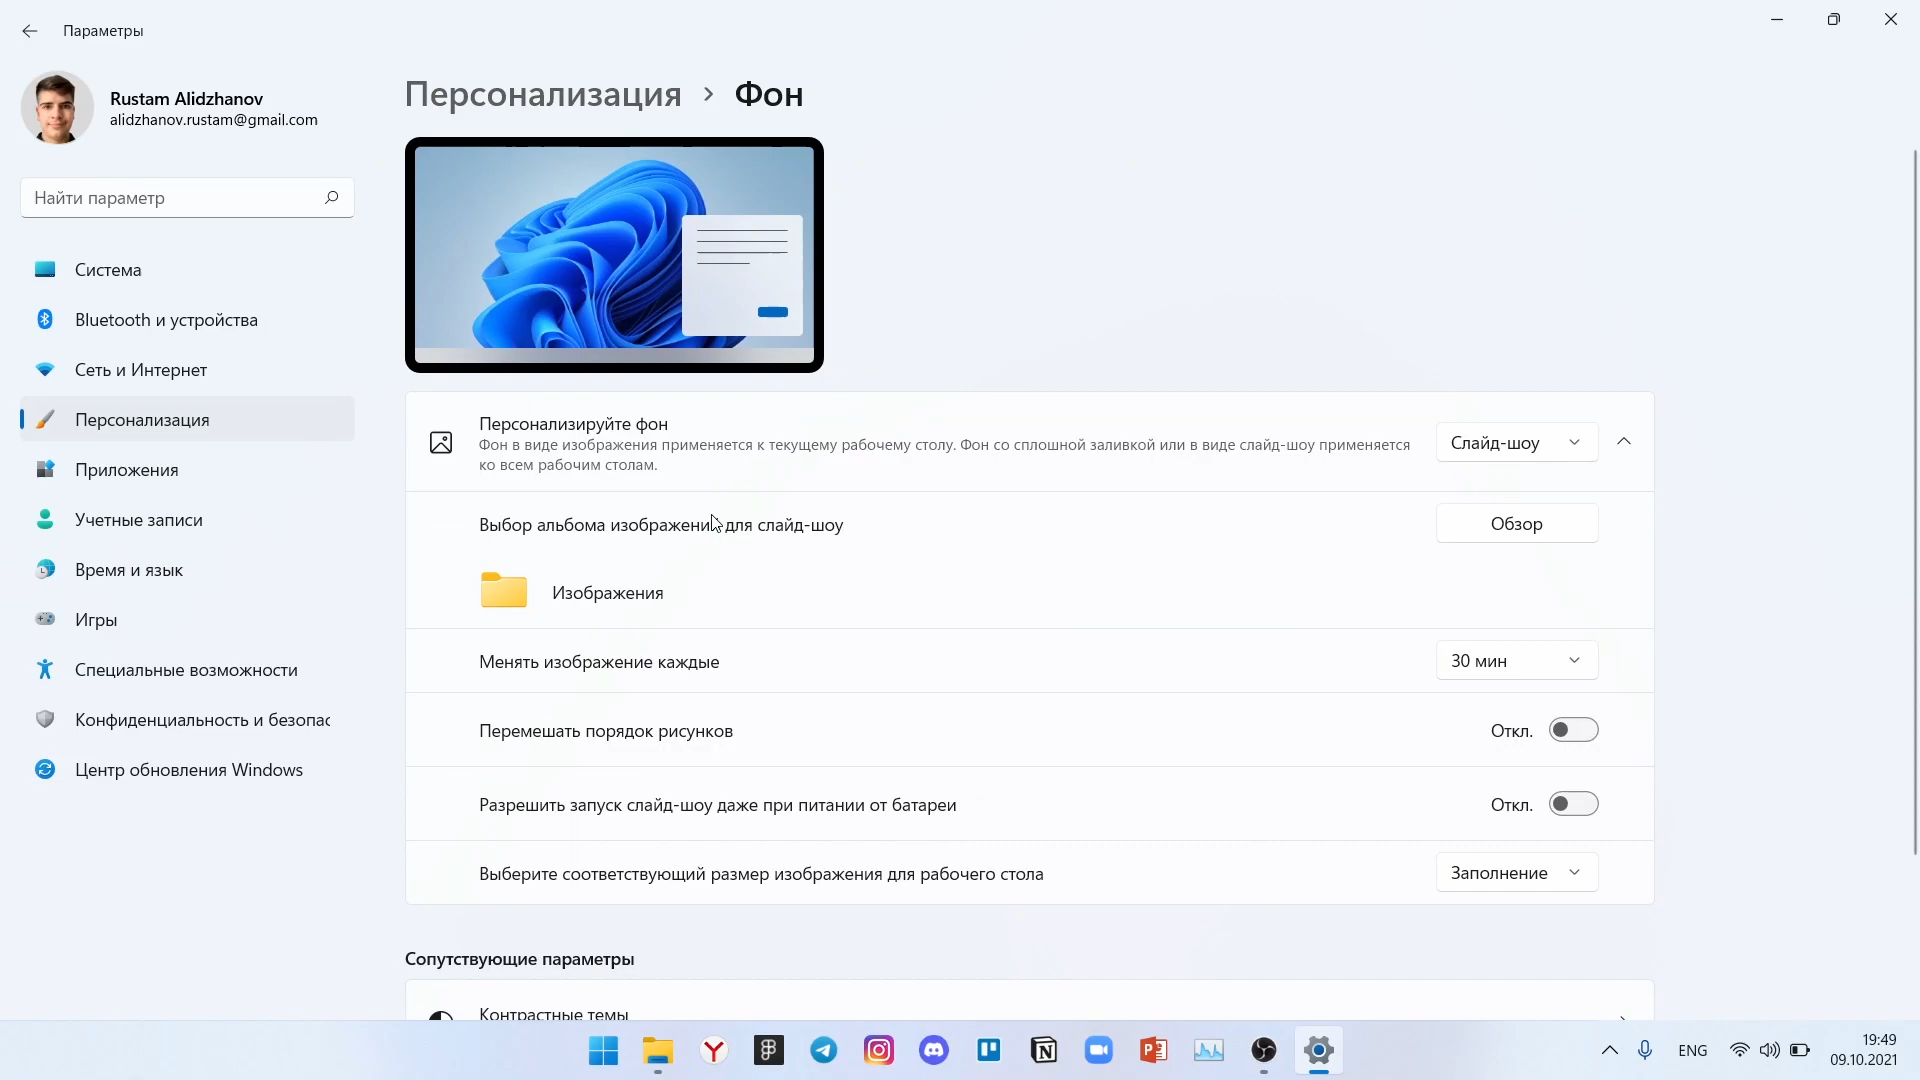 Параметры
Rustam Alidzhanov
alidzhanov.rustam@gmail.com
Найти параметр
Система
Bluetooth и устройства
Сеть и Интернет
Персонализация
Приложения
Учетные записи
Время и язык
Игры
Специальные возможности
Конфиденциальность и безопас
Центр обновления Windows
Персонализация › Фон
Персонализируйте фон
Фон в виде изображения применяется к текущему рабочему столу. Фон со сплошной заливкой или в виде слайд-шоу применяется
ко всем рабочим столам.
Слайд-шоу
Выбор альбома изображений для слайд-шоу
Обзор
Изображения
Менять изображение каждые
30 мин
Перемешать порядок рисунков
Откл.
Разрешить запуск слайд-шоу даже при питании от батареи
Откл.
Выберите соответствующий размер изображения для рабочего стола
Заполнение
Сопутствующие параметры
Контрастные темы
ENG
19:49
09.10.2021